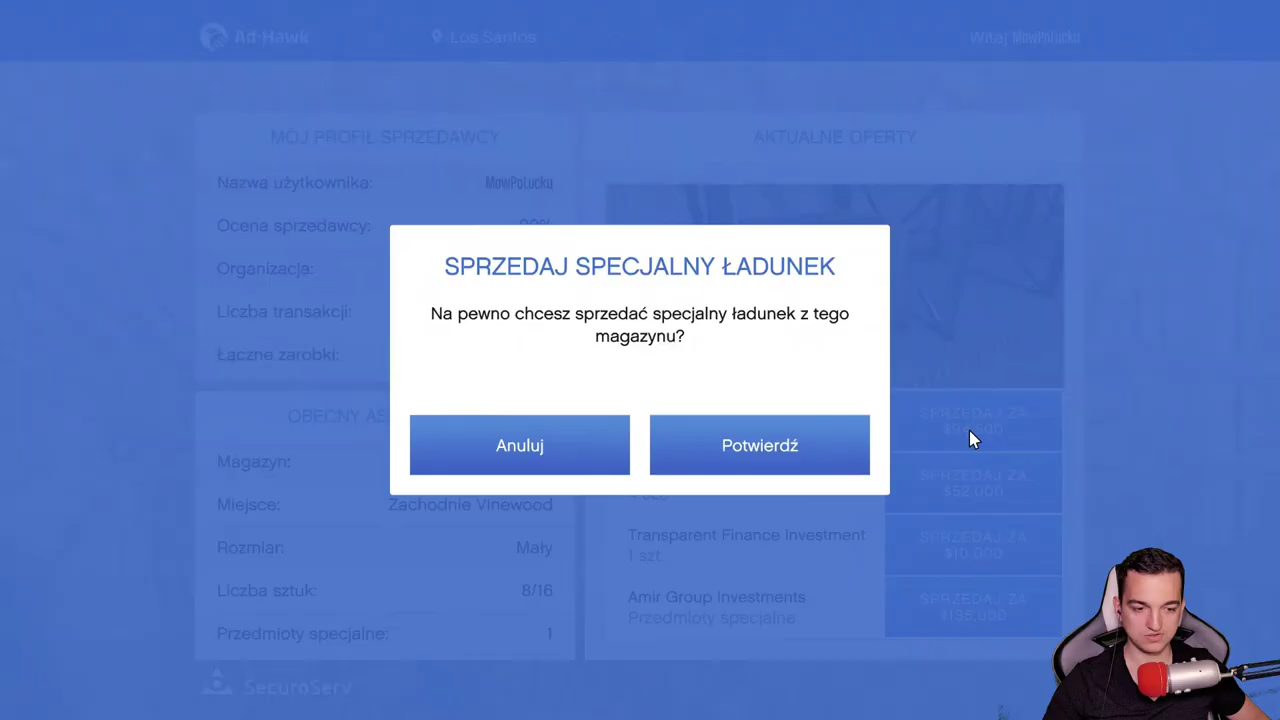 Ad-Hawk
Los Santos
Witaj MowPoLucku
MÓJ PROFIL SPRZEDAWCY
AKTUALNE OFERTY
Nazwa użytkownika:
MowPoLucku
Ocena sprzedawcy:
Organizacja:
Liczba transakcji:
Łączne zarobki:
SPRZEDAJ SPECJALNY ŁADUNEK
Na pewno chcesz sprzedać specjalny ładunek z tego
magazynu?
Anuluj
Potwierdź
OBECNY
Magazyn:
Miejsce:
Zachodnie Vinewood
Rozmiar:
Mały
Liczba sztuk:
8/16
Przedmioty specjalne:
1
SPRZEDAJ ZA
SPRZEDAJ ZA
$52,000
Transparent Finance Investment
1 szt.
SPRZEDAJ ZA
$10,000
Amir Group Investments
Przedmioty specjalne
SPRZEDAJ ZA
$135,000
SecuroServ